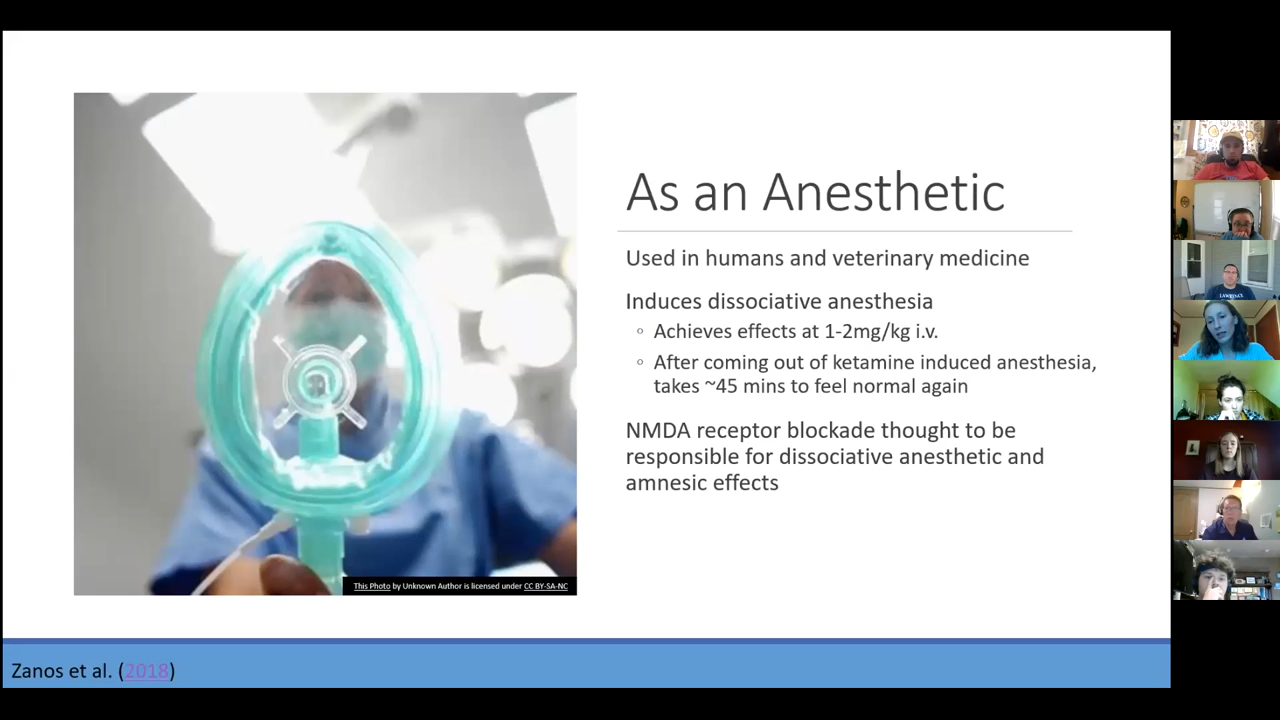 As an Anesthetic
Used in humans and veterinary medicine
Induces dissociative anesthesia
Achieves effects at 1-2mg/kg i.v.
After coming out of ketamine induced anesthesia,
takes ~45 mins to feel normal again
NMDA receptor blockade thought to be
responsible for dissociative anesthetic and
amnesic effects
This Photo by Unknown Author is licensed under CC BY-SA-NC
Zanos et al. (2018)